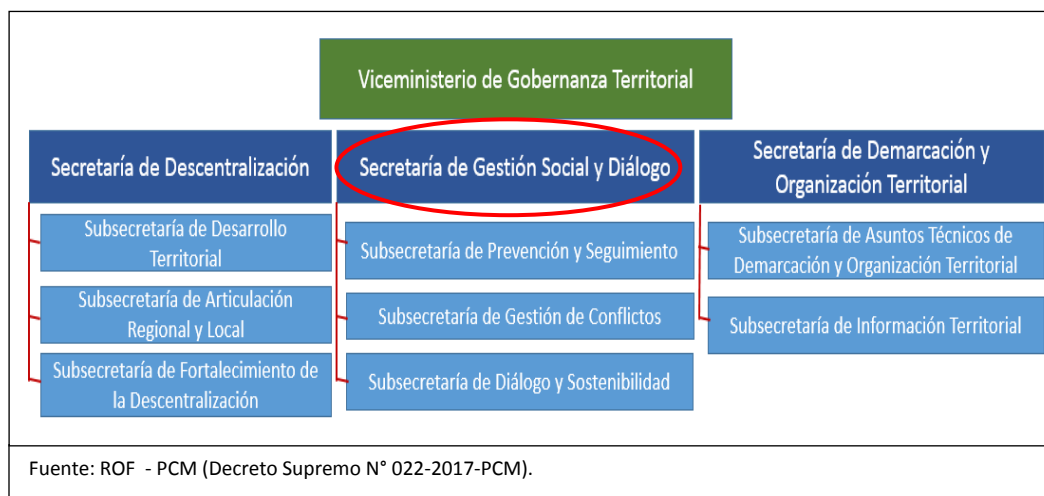 Viceministerio de Gobernanza Territorial
Secretaría de Descentralización
Subsecretaría de Desarrollo
Territorial
Subsecretaría de Articulación
Regional y Local
Subsecretaría de Fortalecimiento de
la Descentralización
Secretaría de Gestión Social y Diálogo
Subsecretaría de Prevención y Seguimiento
Subsecretaría de Gestión de Conflictos
Subsecretaría de Diálogo y Sostenibilidad
Secretaría de Demarcación y
Organización Territorial
Subsecretaría de Asuntos Técnicos de
Demarcación y Organización Territorial
Subsecretaría de Información Territorial
Fuente: ROF - PCM (Decreto Supremo N° 022-2017-PCM).